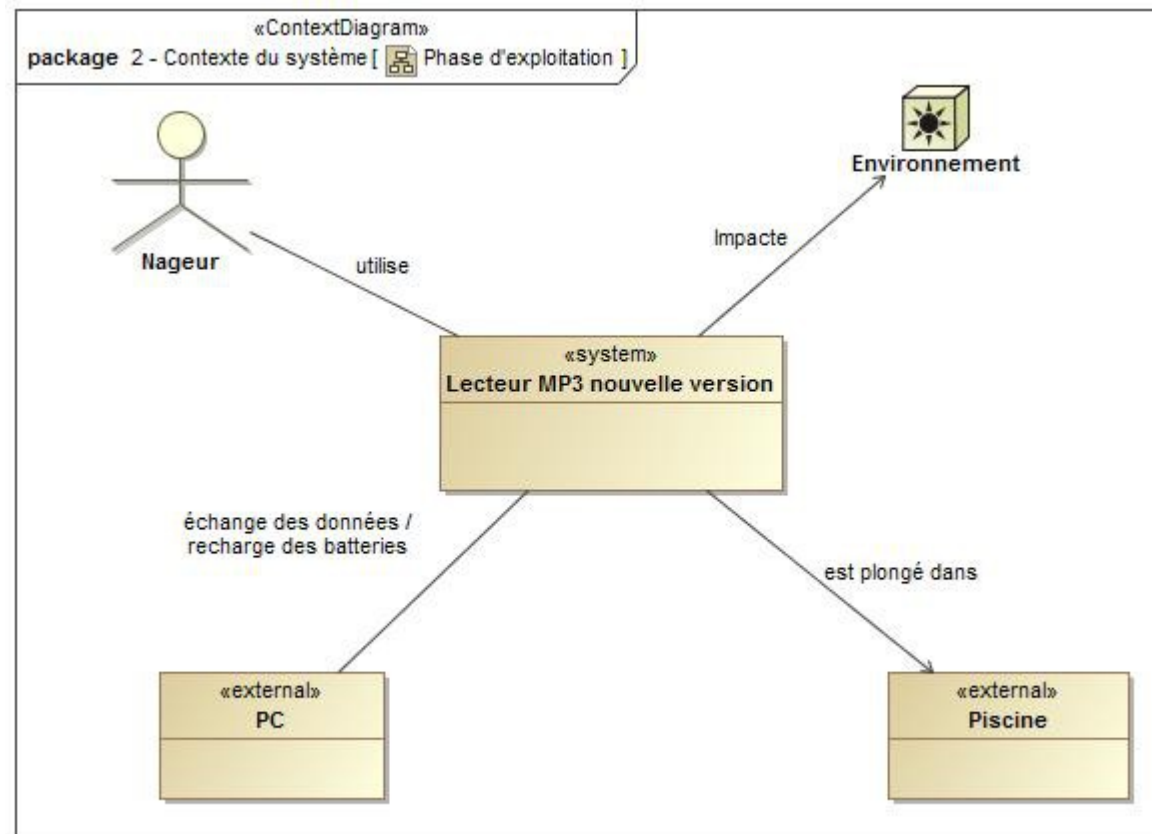 «ContextDiagram»
package 2 - Contexte du système [ Phase d'exploitation ]
Environnement
Nageur
Impacte
utilise
«system»
Lecteur MP3 nouvelle version
échange des données /
recharge des batteries
est plongé dans
«external»
PC
«external»
Piscine